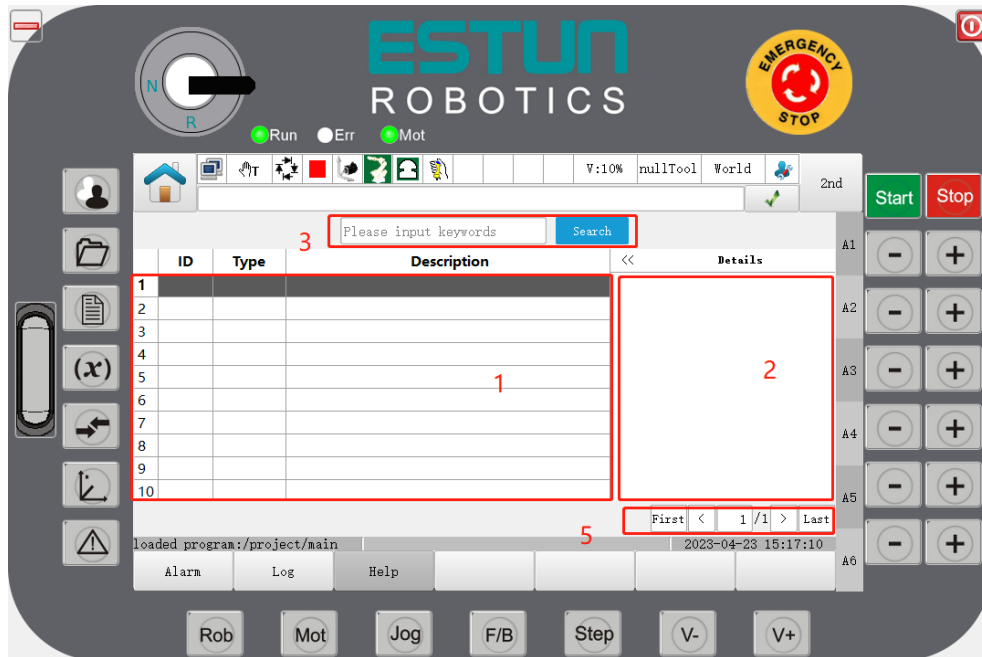 ESTUN
ROBOTICS
EMERGENCY
STOP
N
R
Run Err Mot
T V:10% nullTool World
2nd
Start Stop
3 Please input keywords Search
ID Type Description << Details
A1 - +
1
2
3
4
5
6
7
8
9
10
1
2
A2 - +
A3 - +
(x)
A4 - +
A5 - +
First < 1 /1 > Last
5
loaded program:/project/main 2023-04-23 15:17:10
A6 - +
Alarm Log Help
Rob Mot Jog F/B Step V- V+